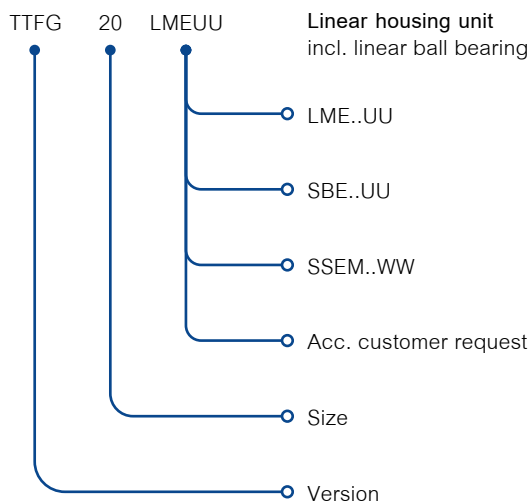 TTFG 20 LMEUU Linear housing unit
incl. linear ball bearing
LME..UU
SBE..UU
SSEM..WW
Acc. customer request
Size
Version